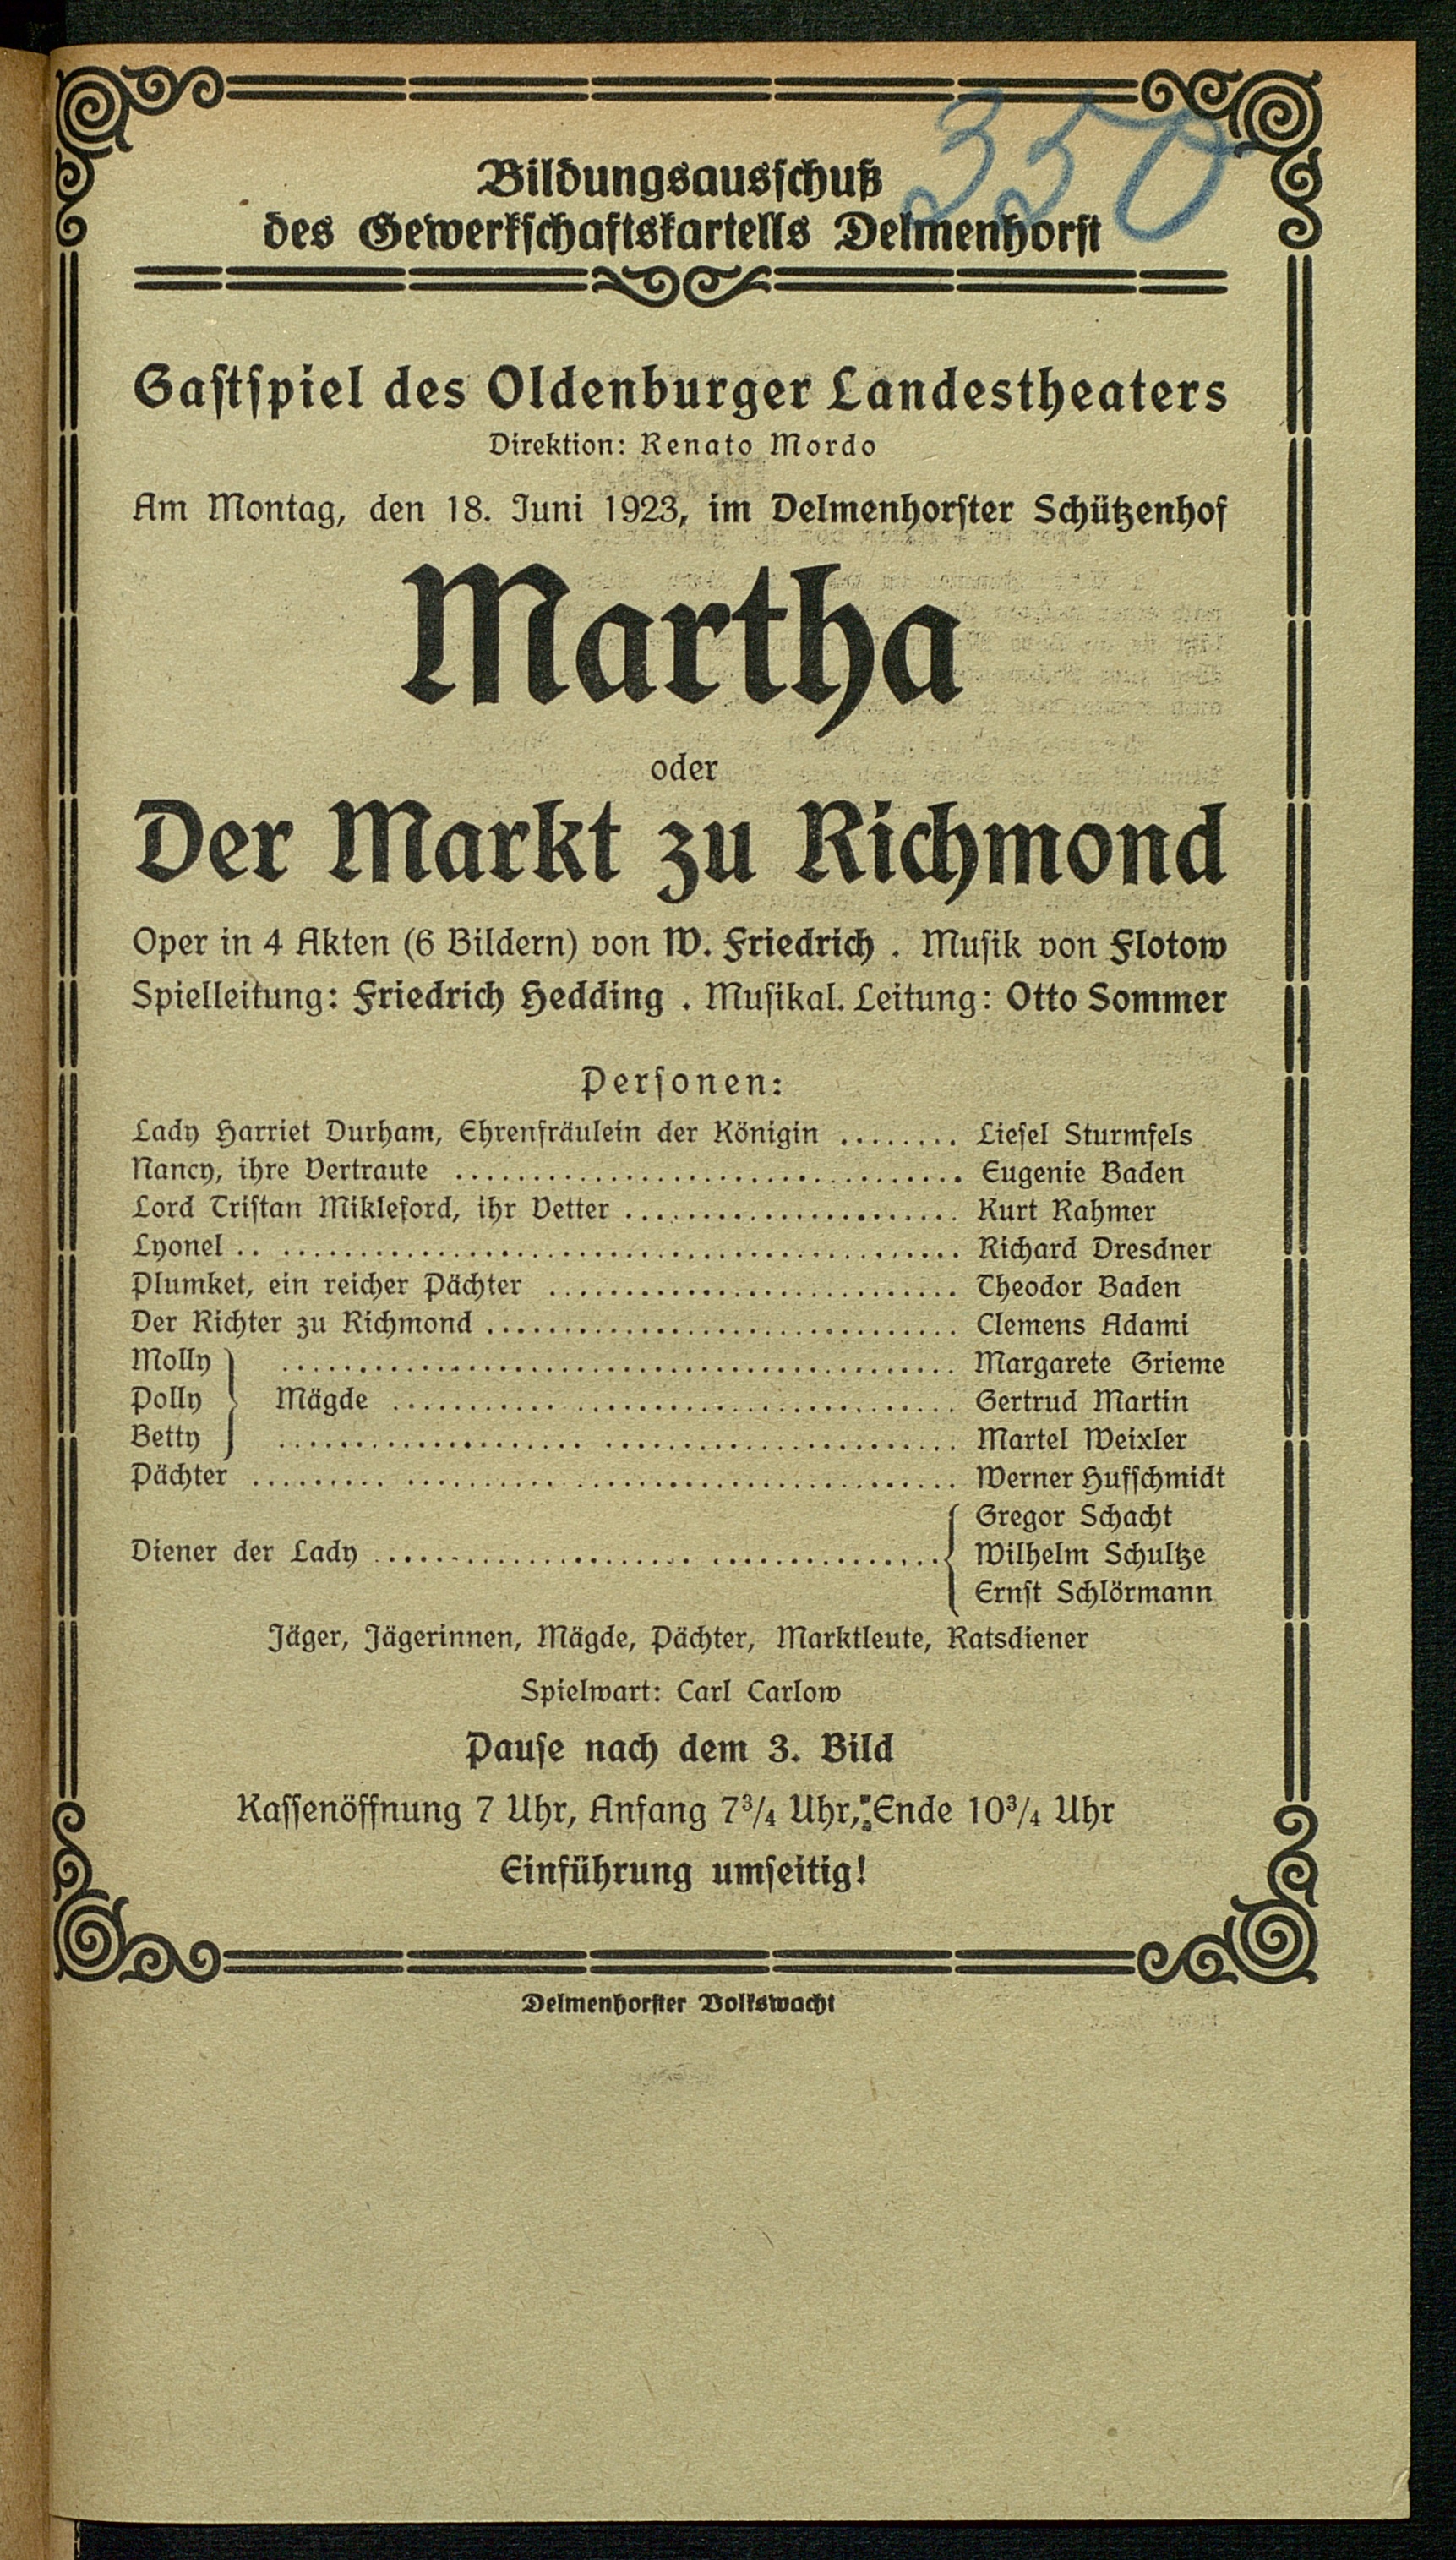 350
Bildungsausschuß
des Gewerkschaftskartells Delmenhorst
Gastspiel des Oldenburger Landestheaters
Direktion: Renato Mordo
Am Montag, den 18. Juni 1923, im Delmenhorster Schützenhof
Martha
oder
Der Markt zu Richmond
Oper in 4 Akten (6 Bildern) von W. Friedrich . Musik von Flotow
Spielleitung: Friedrich Hedding . Musikal. Leitung: Otto Sommer
Personen:
Lady Harriet Durham, Ehrenfräulein der Königin ........ Liesel Sturmfels
Nancy, ihre Vertraute ........ Eugenie Baden
Lord Tristan Mikleford, ihr Vetter ........ Kurt Rahmer
Lyonel ........ Richard Dresdner
Plumket, ein reicher Pächter ........ Theodor Baden
Der Richter zu Richmond ........ Clemens Adami
Molly ........ Margarete Grieme
Polly } Mägde ........ Gertrud Martin
Betty ........ Martel Weixler
Pächter ........ Werner Hufschmidt
Gregor Schacht
Diener der Lady ........ { Wilhelm Schultze
Ernst Schlörmann
Jäger, Jägerinnen, Mägde, Pächter, Marktleute, Ratsdiener
Spielwart: Carl Carlow
Pause nach dem 3. Bild
Kassenöffnung 7 Uhr, Anfang 7¾ Uhr, Ende 10¾ Uhr
Einführung umseitig!
Delmenhorster Volkswacht